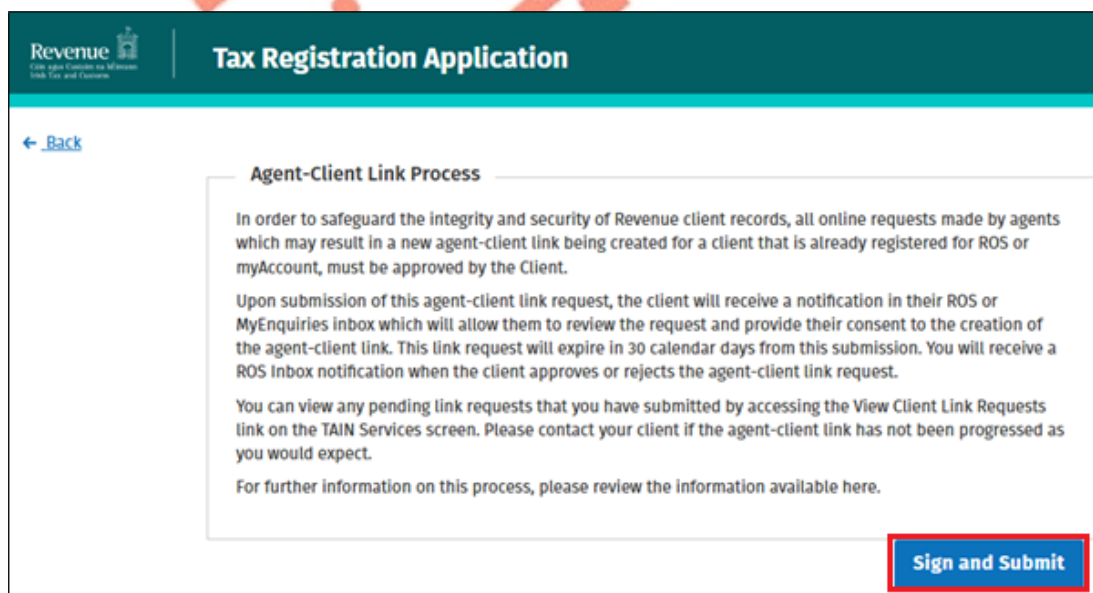 Revenue
Cáin agus Custaim na hÉireann
Irish Tax and Customs
Tax Registration Application
← Back
Agent-Client Link Process
In order to safeguard the integrity and security of Revenue client records, all online requests made by agents
which may result in a new agent-client link being created for a client that is already registered for ROS or
myAccount, must be approved by the Client.
Upon submission of this agent-client link request, the client will receive a notification in their ROS or
MyEnquiries inbox which will allow them to review the request and provide their consent to the creation of
the agent-client link. This link request will expire in 30 calendar days from this submission. You will receive a
ROS Inbox notification when the client approves or rejects the agent-client link request.
You can view any pending link requests that you have submitted by accessing the View Client Link Requests
link on the TAIN Services screen. Please contact your client if the agent-client link has not been progressed as
you would expect.
For further information on this process, please review the information available here.
Sign and Submit